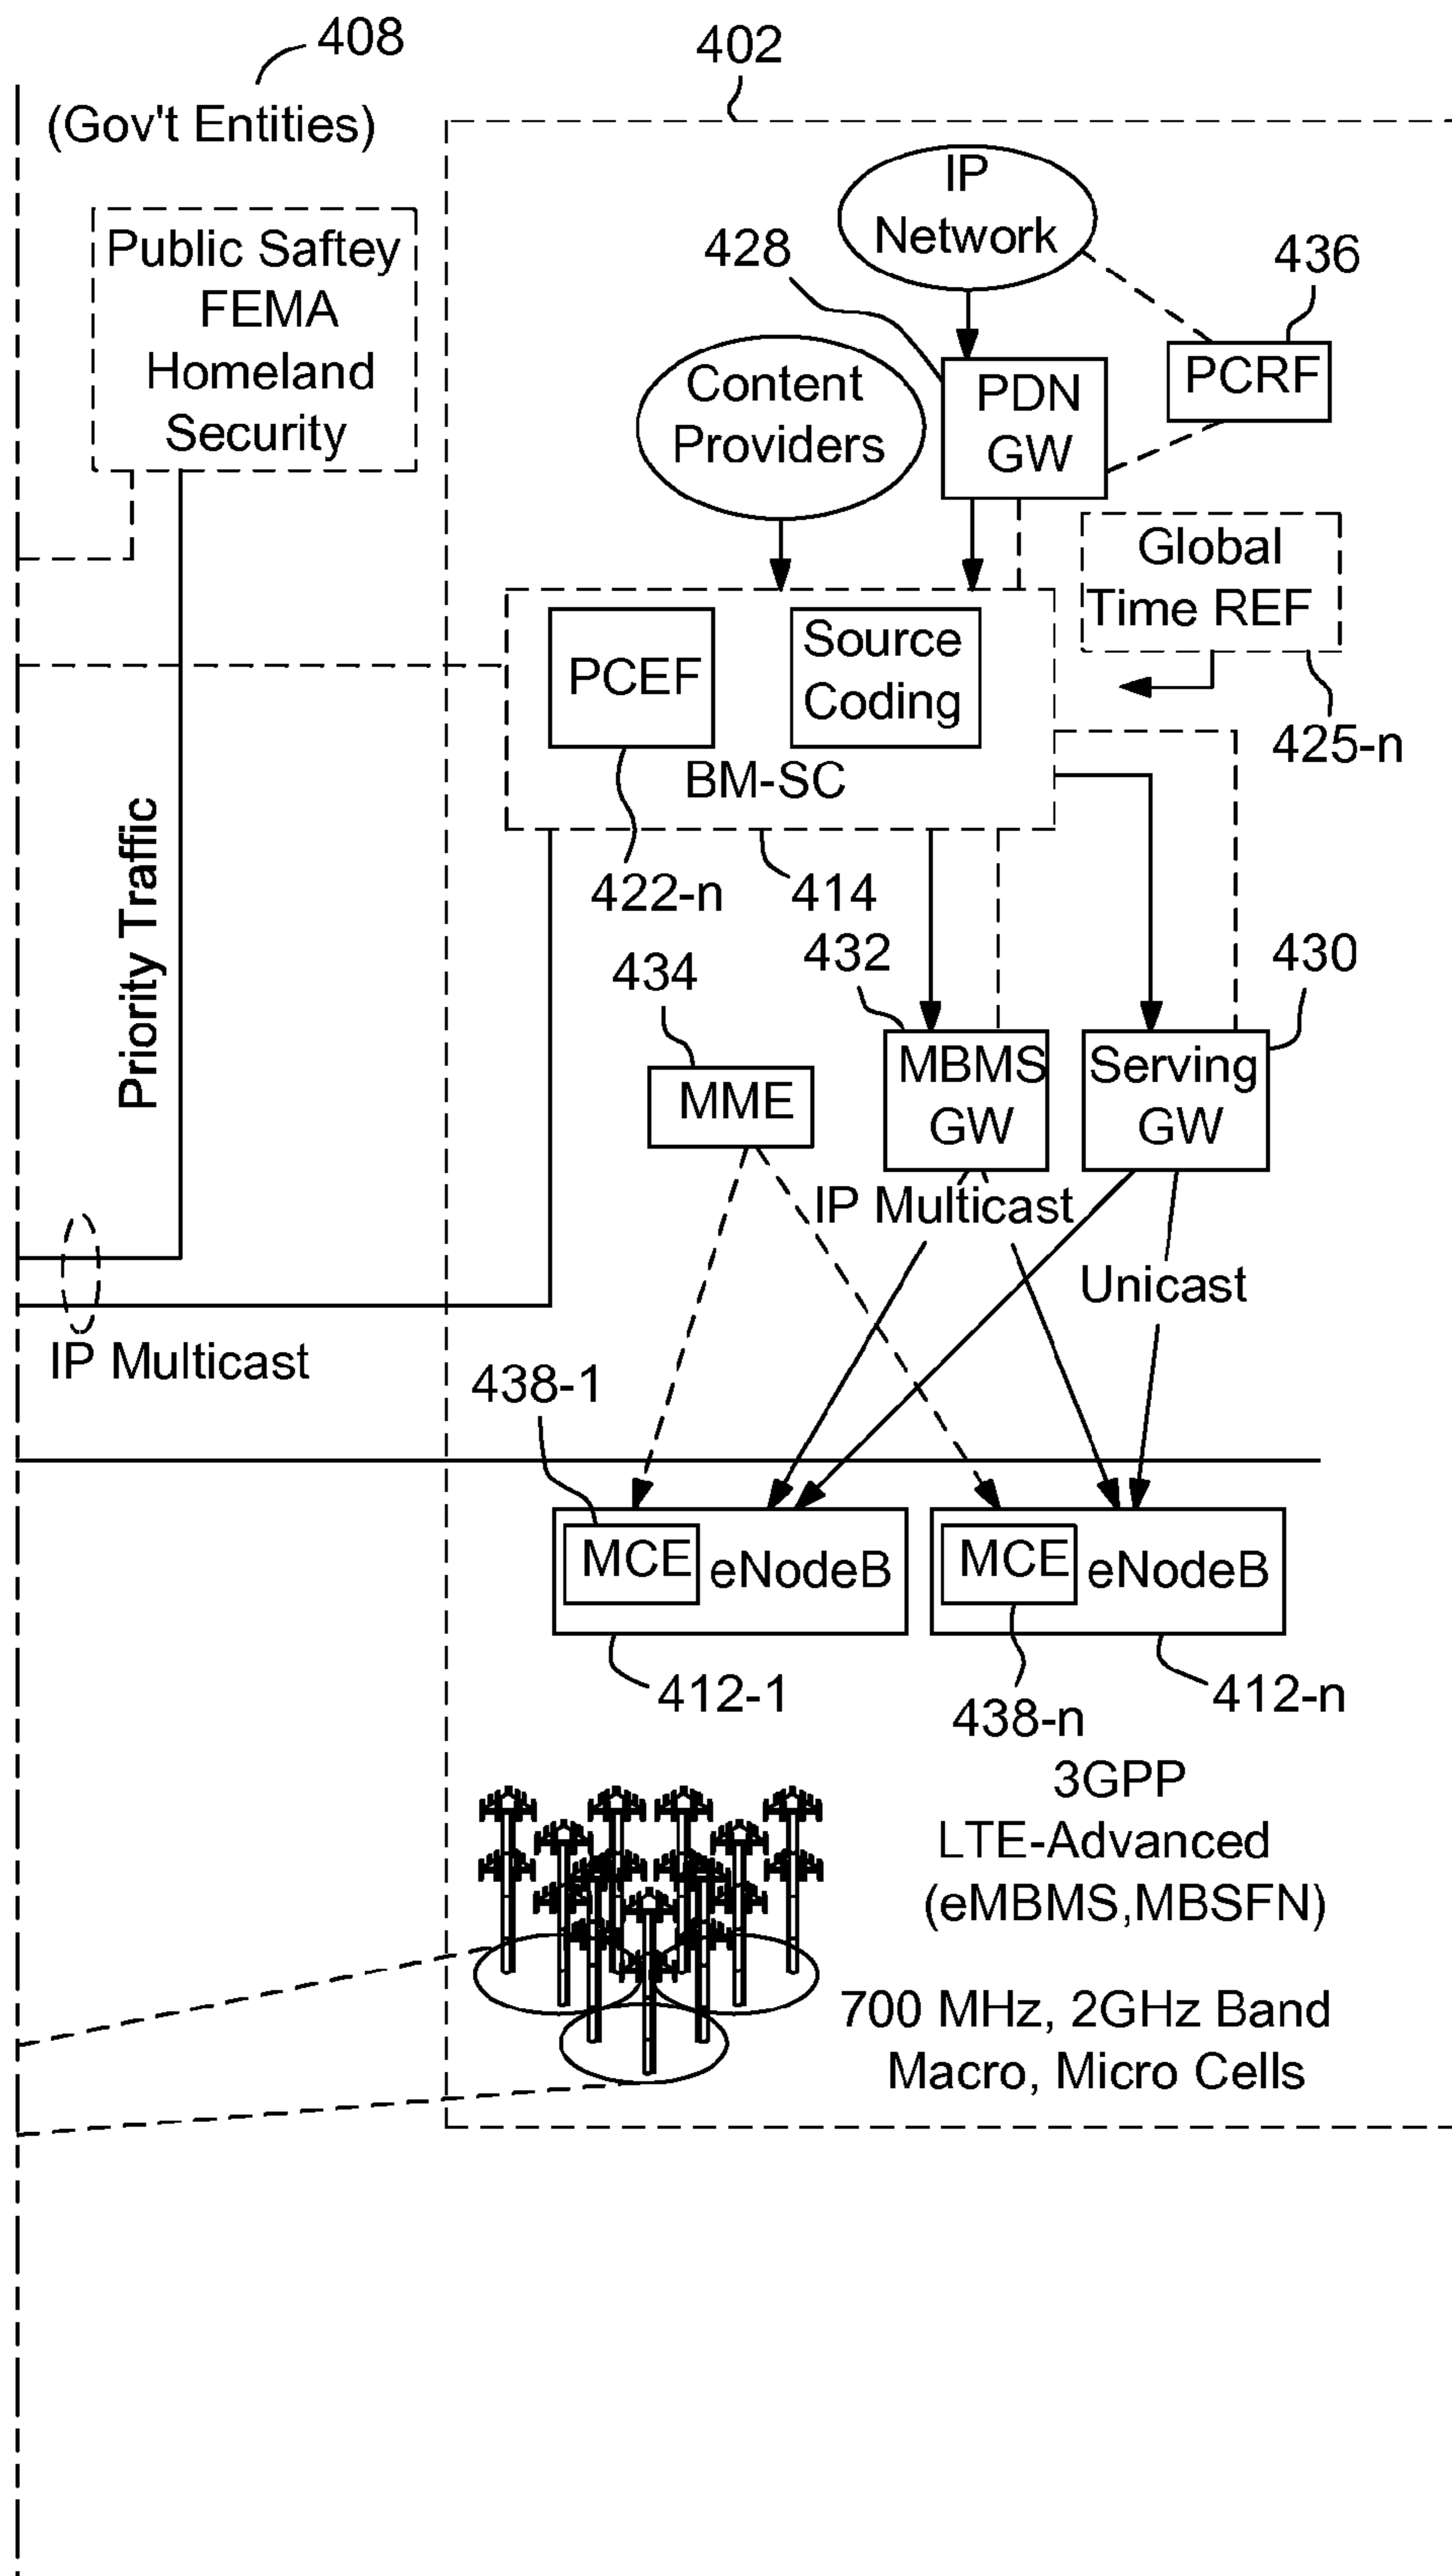 408
402
(Gov't Entities)
IP
Network
428
436
Public Saftey
FEMA
Homeland
Security
PCRF
Content
Providers
PDN
GW
Global
Time REF
425-n
PCEF
Source
Coding
BM-SC
422-n
414
Priority Traffic
432
430
434
MME
MBMS
GW
Serving
GW
IP Multicast
Unicast
IP Multicast
438-1
MCE
eNodeB
MCE
eNodeB
412-1
438-n
412-n
3GPP
LTE-Advanced
(eMBMS,MBSFN)
700 MHz, 2GHz Band
Macro, Micro Cells